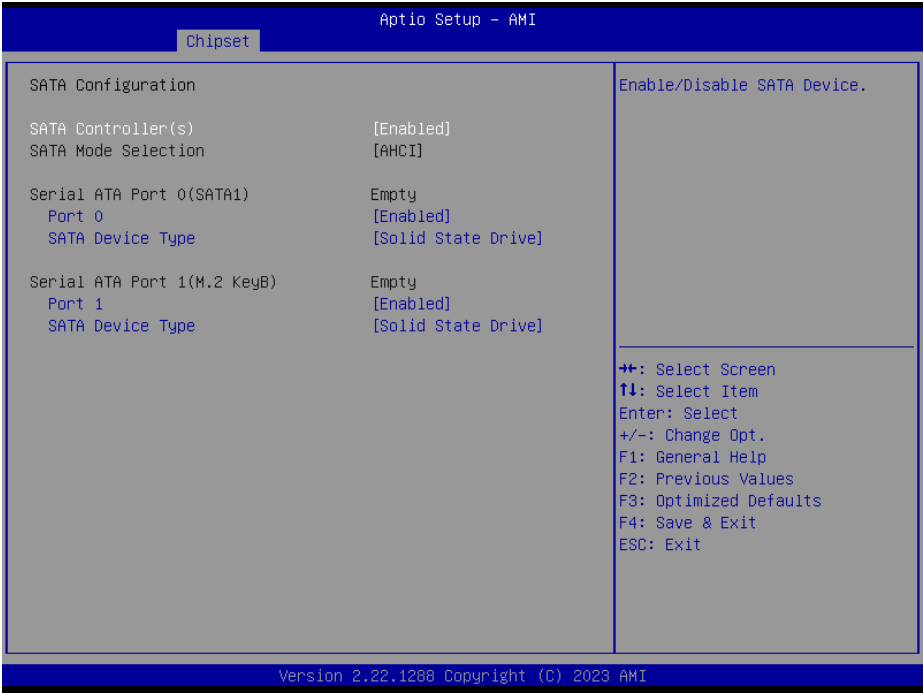 Aptio Setup – AMI
Chipset
SATA Configuration
SATA Controller(s) [Enabled]
SATA Mode Selection [AHCI]
Serial ATA Port 0(SATA1) Empty
Port 0 [Enabled]
SATA Device Type [Solid State Drive]
Serial ATA Port 1(M.2 KeyB) Empty
Port 1 [Enabled]
SATA Device Type [Solid State Drive]
Enable/Disable SATA Device.
→←: Select Screen
↑↓: Select Item
Enter: Select
+/-: Change Opt.
F1: General Help
F2: Previous Values
F3: Optimized Defaults
F4: Save & Exit
ESC: Exit
Version 2.22.1288 Copyright (C) 2023 AMI